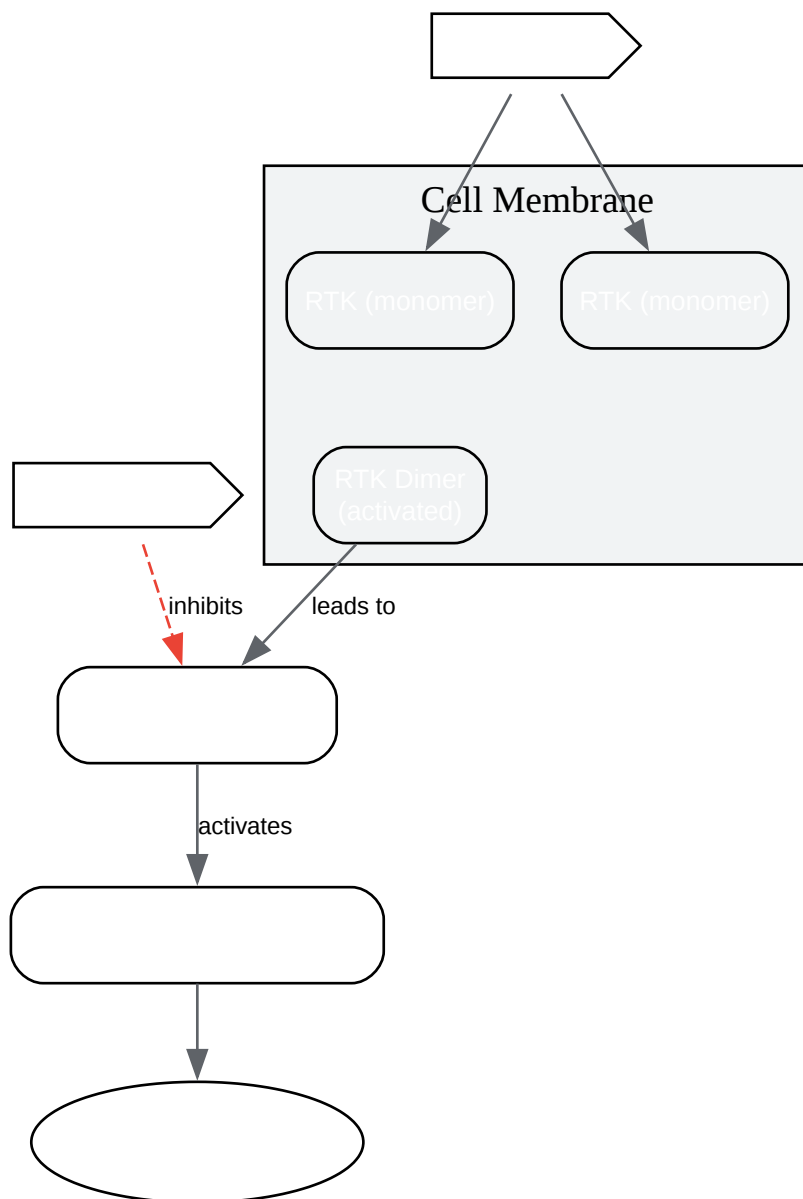 Cell Membrane
RTK (monomer)
RTK (monomer)
RTK Dimer
(activated)
inhibits
leads to
activates